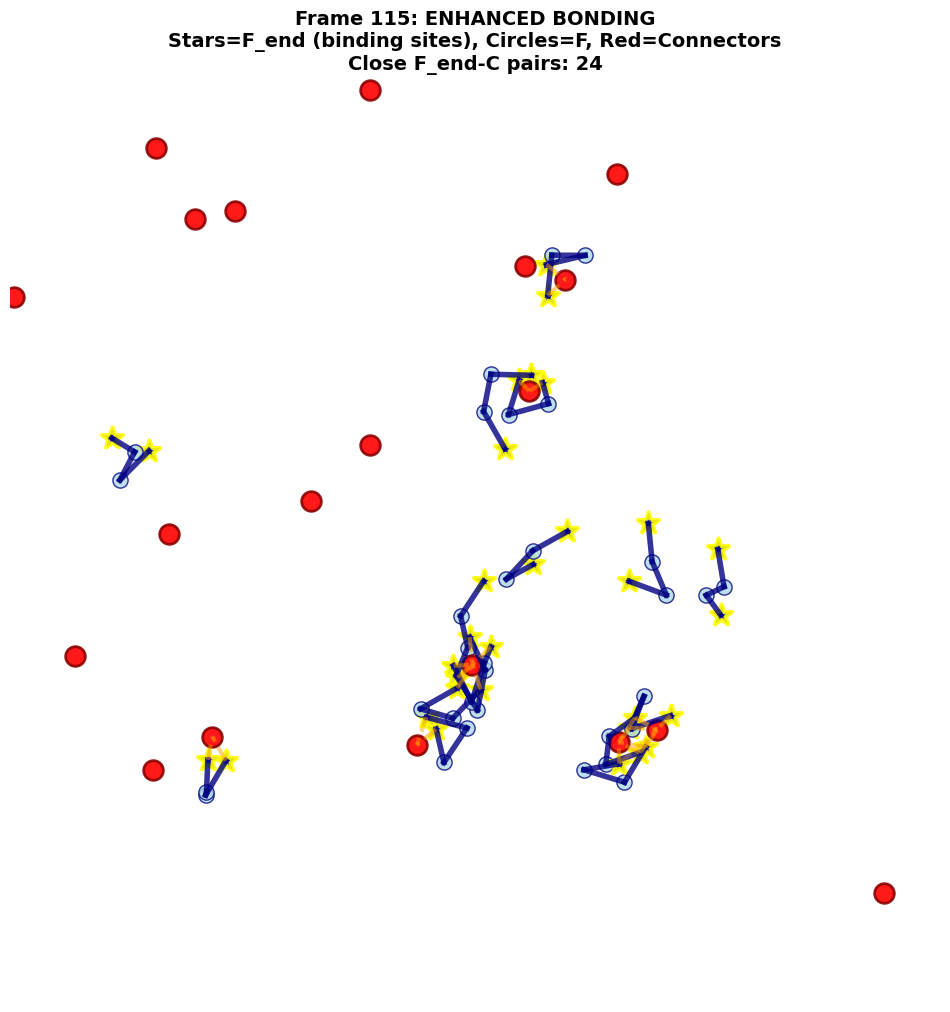 Frame 115: ENHANCED BONDING
Stars=F_end (binding sites), Circles=F, Red=Connectors
Close F_end-C pairs: 24